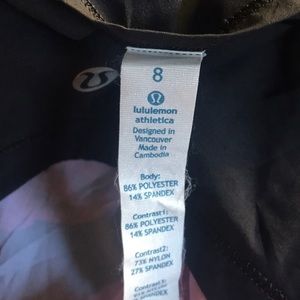 8
lululemon
athletica
Designed in
Vancouver
Made in
Cambodia
Body:
86% POLYESTER
14% SPANDEX
Contrast1:
86% POLYESTER
14% SPANDEX
Contrast2:
73% NYLON
27% SPANDEX
Contrast3: